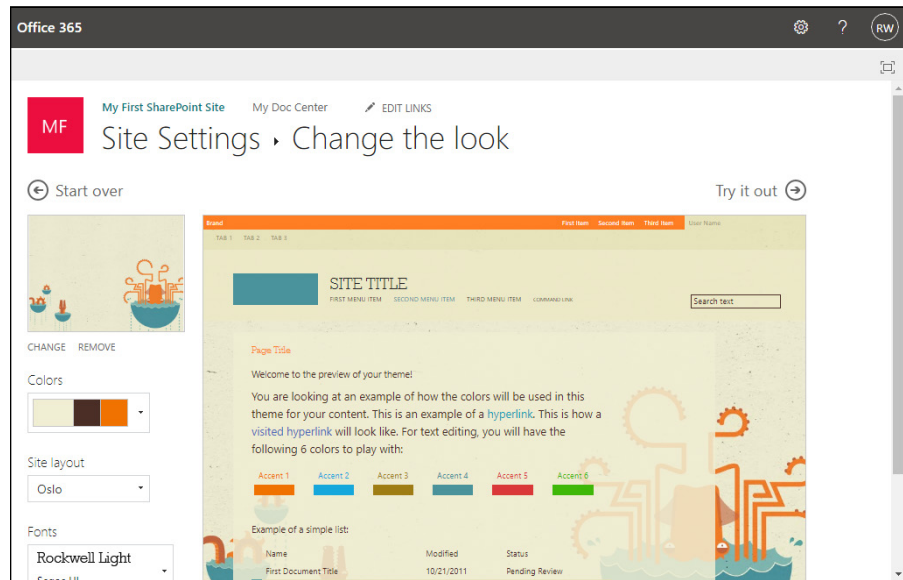 Office 365
?
RW
My First SharePoint Site My Doc Center EDIT LINKS
MF
Site Settings ▸ Change the look
Start over
Try it out
Brand First Item Second Item Third Item User Name
TAB 1 TAB 2 TAB 3
SITE TITLE
FIRST MENU ITEM SECOND MENU ITEM THIRD MENU ITEM COMMAND LINK
Search text
CHANGE REMOVE
Colors
Site layout
Oslo
Fonts
Rockwell Light
Segoe UI
Page Title
Welcome to the preview of your theme!
You are looking at an example of how the colors will be used in this
theme for your content. This is an example of a hyperlink. This is how a
visited hyperlink will look like. For text editing, you will have the
following 6 colors to play with:
Accent 1 Accent 2 Accent 3 Accent 4 Accent 5 Accent 6
Example of a simple list:
Name Modified Status
First Document Title 10/21/2011 Pending Review